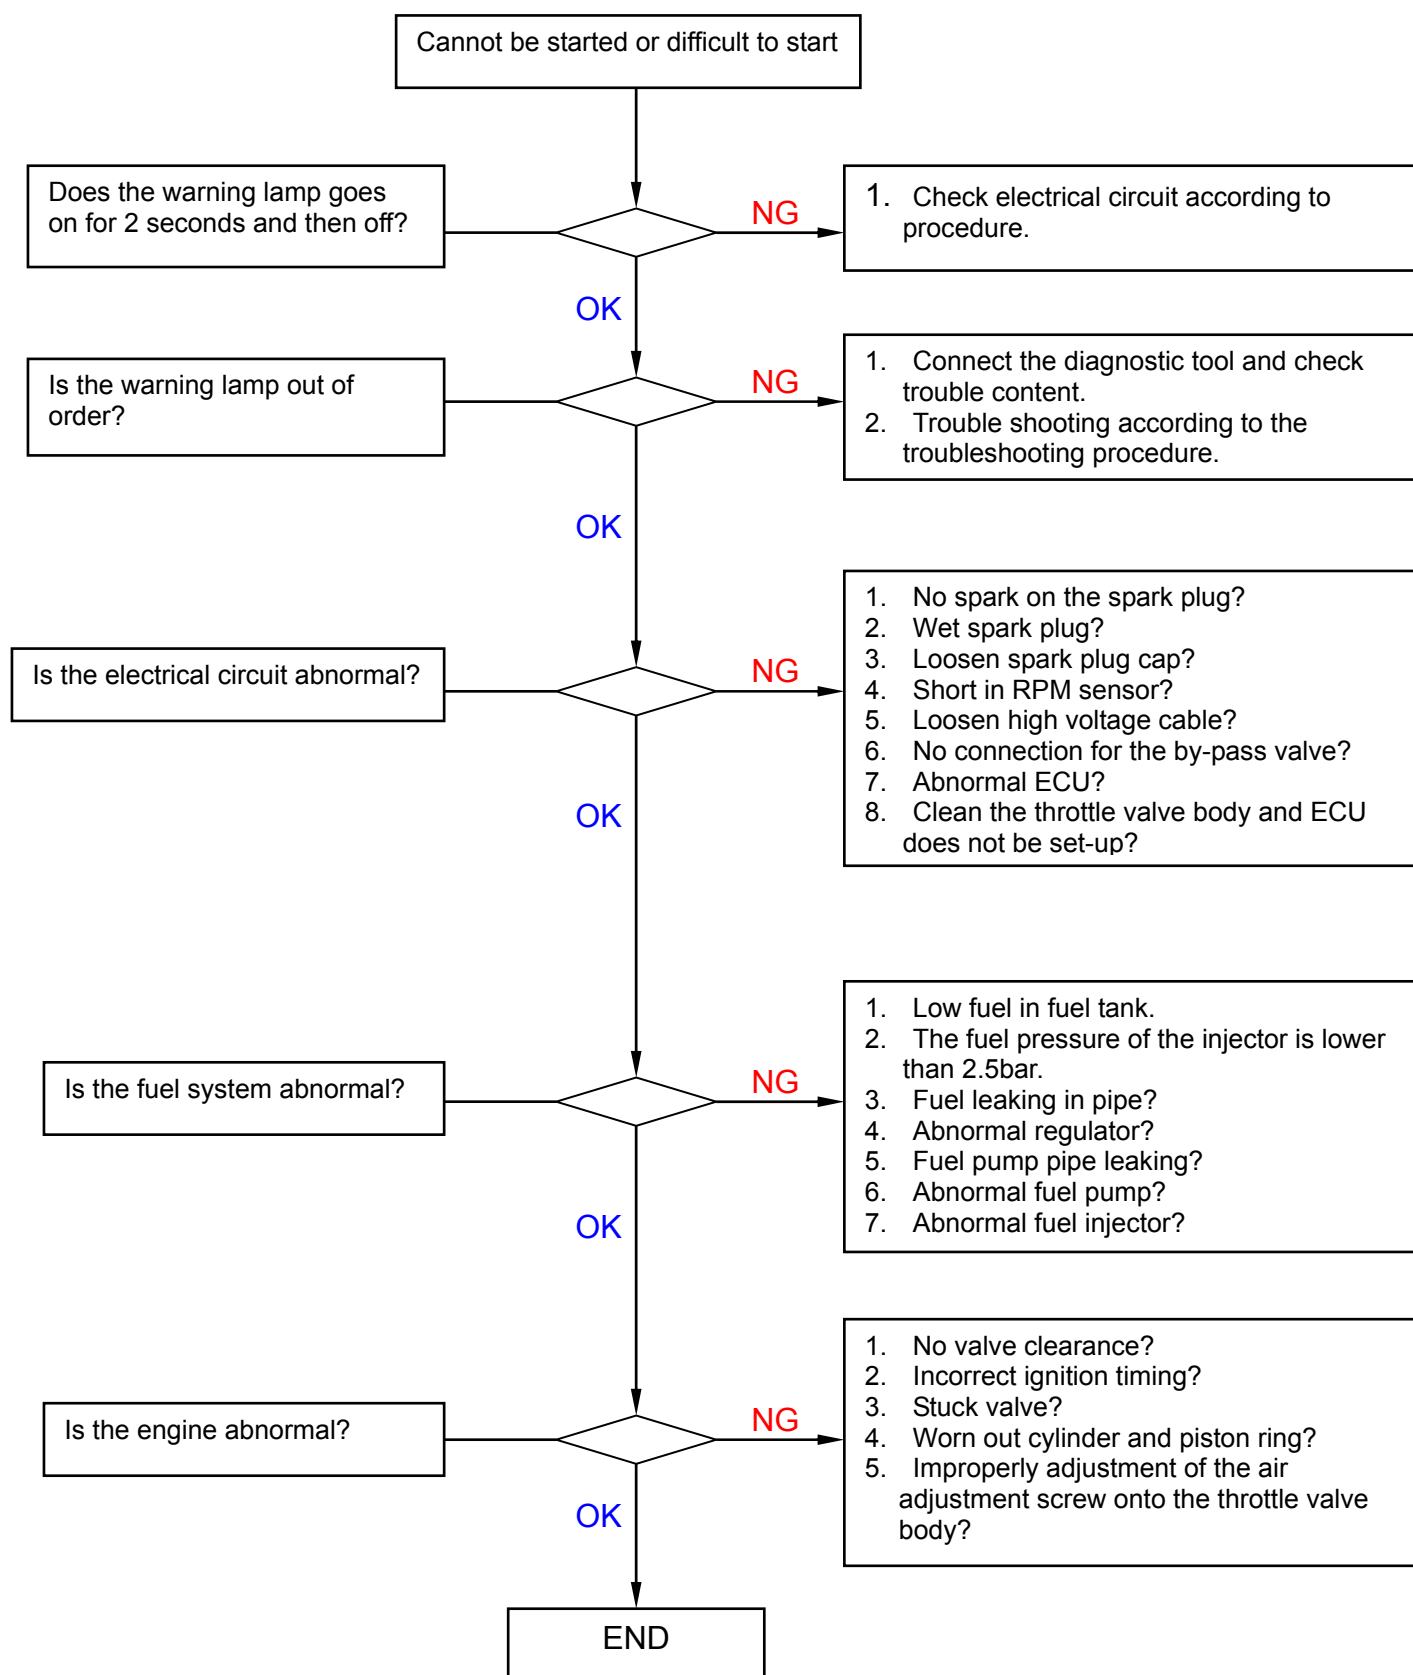 Cannot be started or difficult to start
Does the warning lamp goes
on for 2 seconds and then off?
NG
1. Check electrical circuit according to
procedure.
OK
Is the warning lamp out of
order?
NG
1. Connect the diagnostic tool and check
trouble content.
2. Trouble shooting according to the
troubleshooting procedure.
OK
Is the electrical circuit abnormal?
NG
1. No spark on the spark plug?
2. Wet spark plug?
3. Loosen spark plug cap?
4. Short in RPM sensor?
5. Loosen high voltage cable?
6. No connection for the by-pass valve?
7. Abnormal ECU?
8. Clean the throttle valve body and ECU
does not be set-up?
OK
Is the fuel system abnormal?
NG
1. Low fuel in fuel tank.
2. The fuel pressure of the injector is lower
than 2.5bar.
3. Fuel leaking in pipe?
4. Abnormal regulator?
5. Fuel pump pipe leaking?
6. Abnormal fuel pump?
7. Abnormal fuel injector?
OK
Is the engine abnormal?
NG
1. No valve clearance?
2. Incorrect ignition timing?
3. Stuck valve?
4. Worn out cylinder and piston ring?
5. Improperly adjustment of the air
adjustment screw onto the throttle valve
body?
OK
END